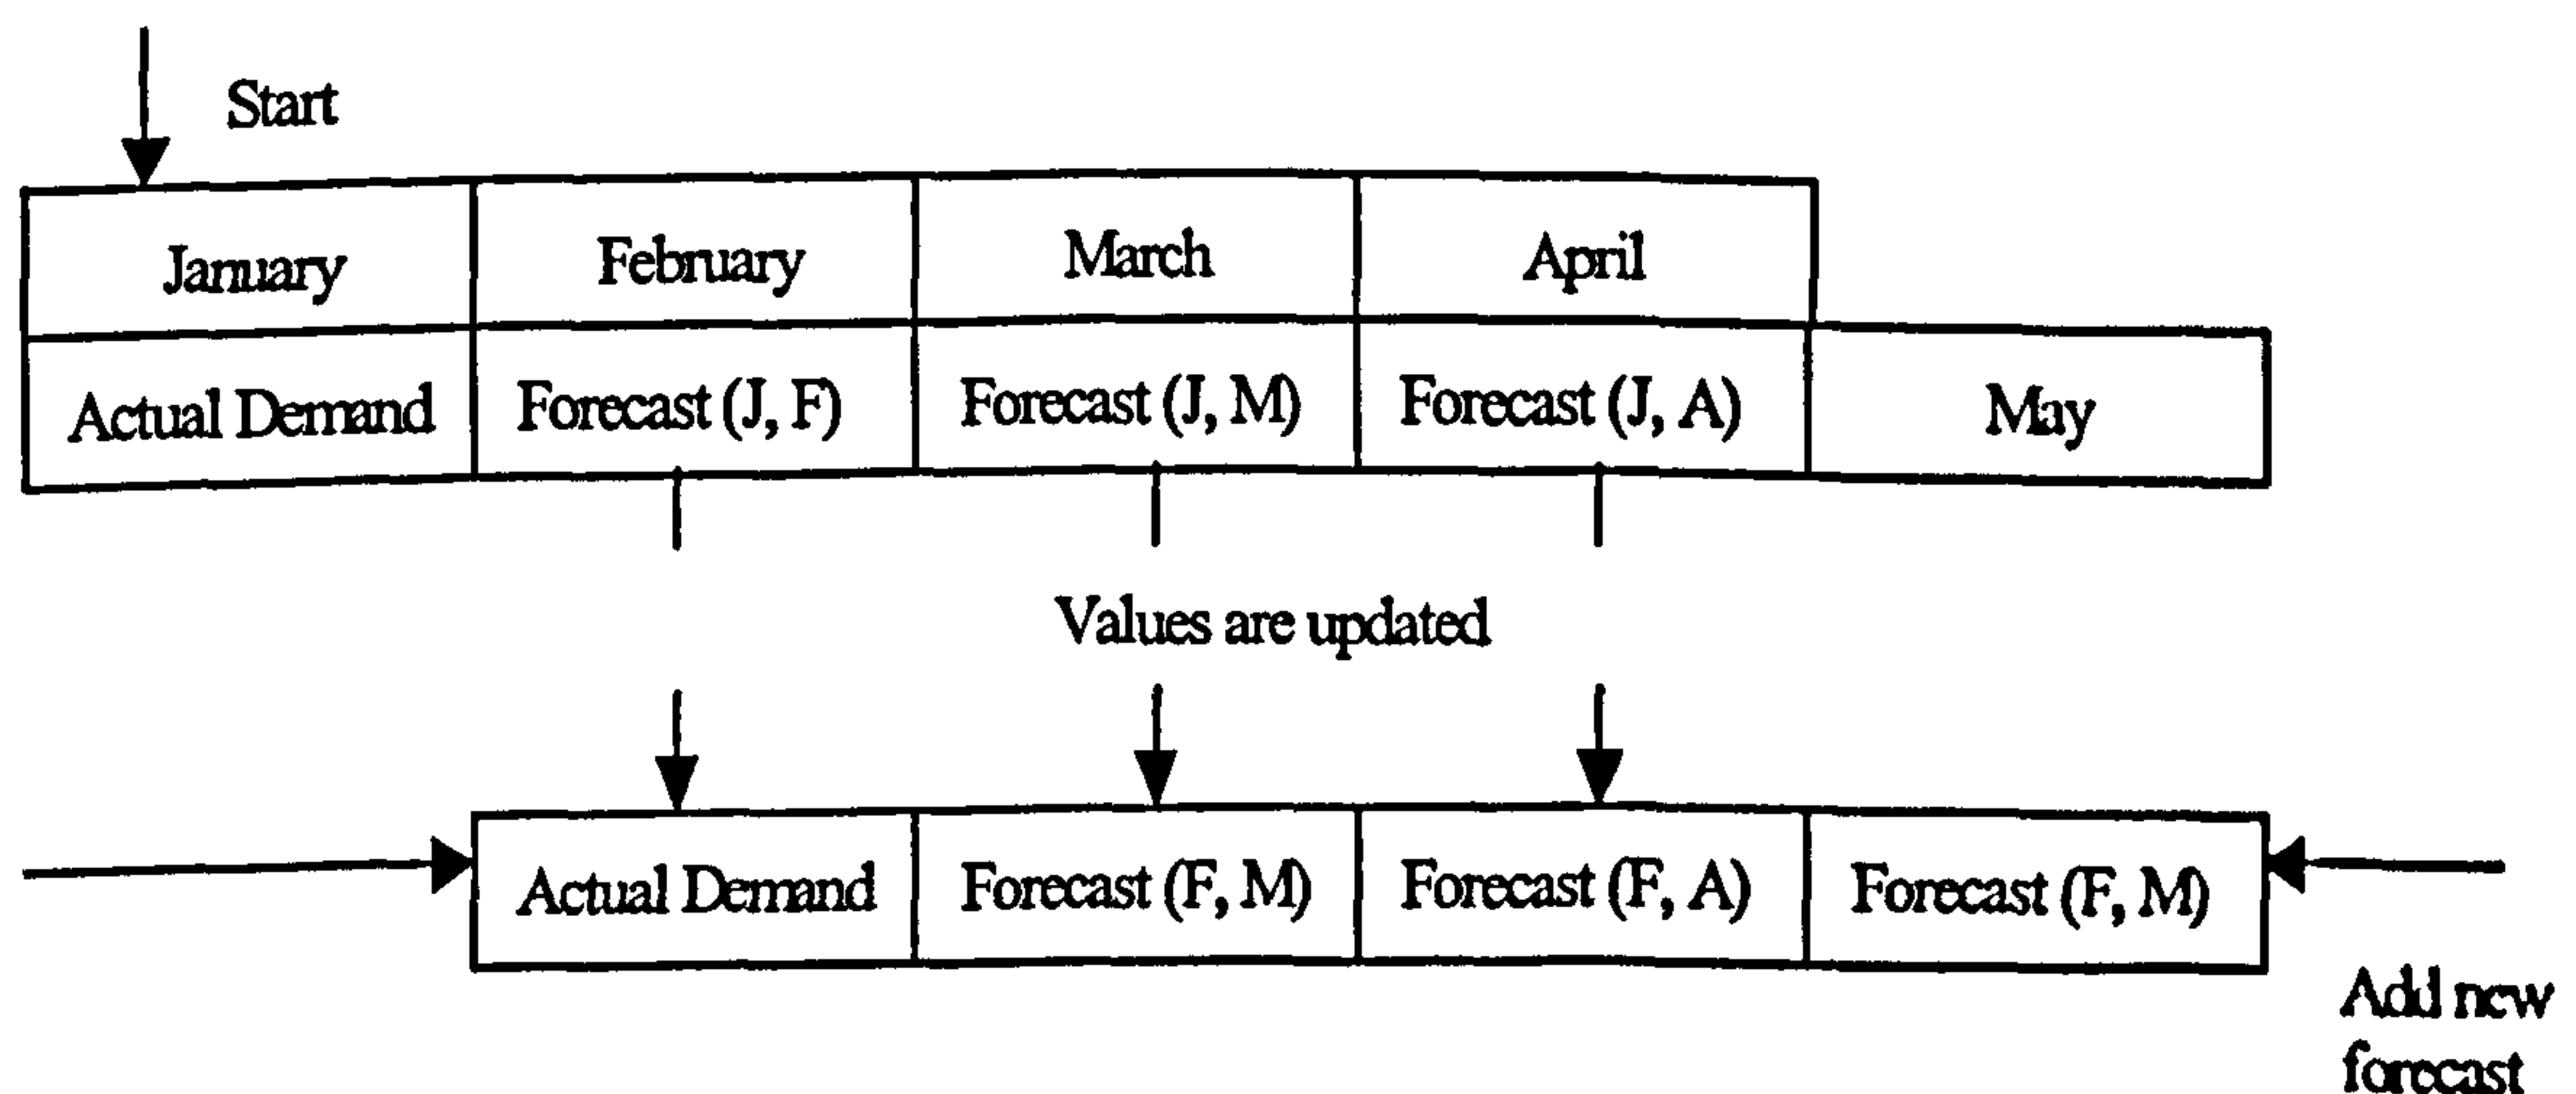 Start
January February March April
Actual Demand Forecast (J, F) Forecast (J, M) Forecast (J, A) May
Values are updated
Actual Demand Forecast (F, M) Forecast (F, A) Forecast (F, M)
Add new
forecast